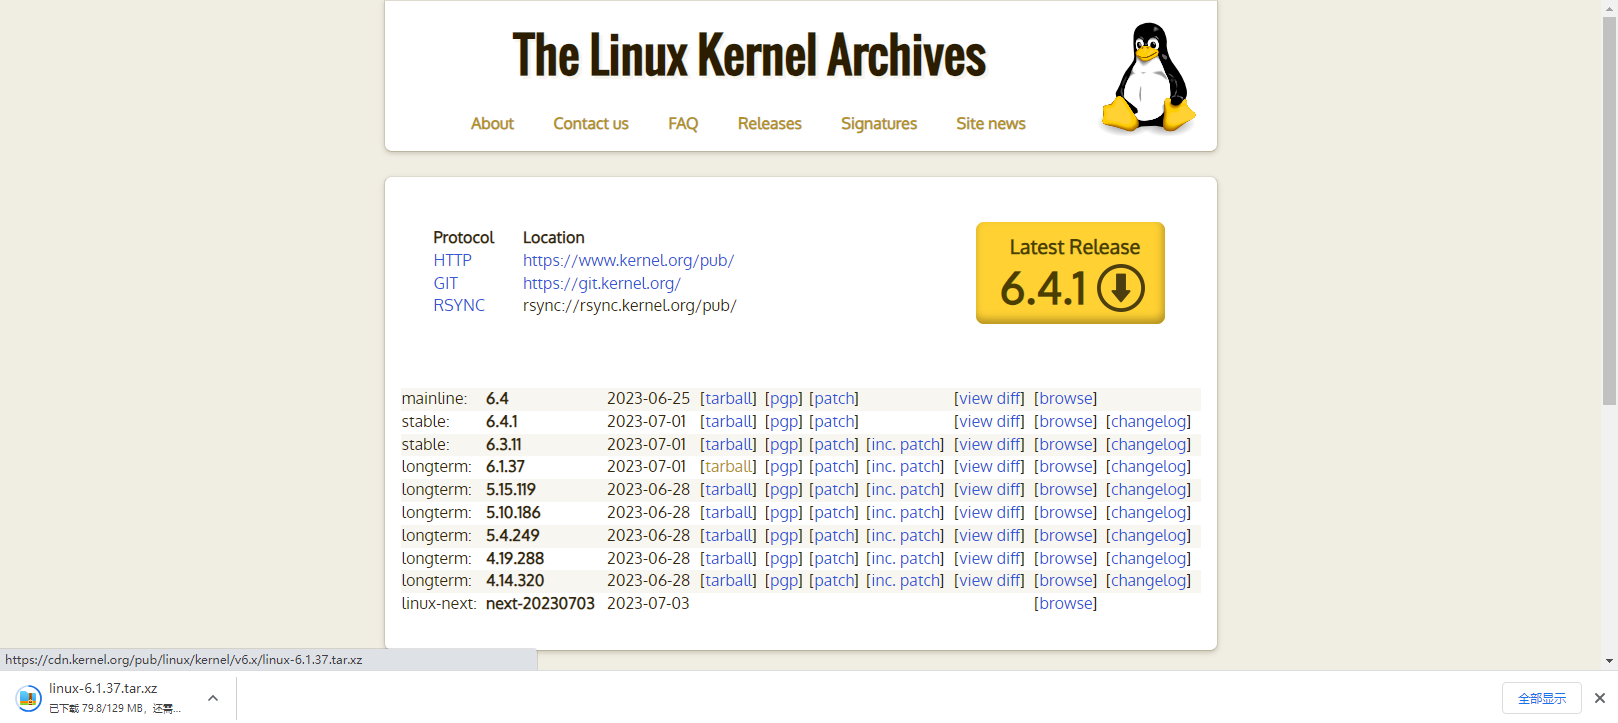 The Linux Kernel Archives
About Contact us FAQ Releases Signatures Site news
Protocol Location
HTTP https://www.kernel.org/pub/
GIT https://git.kernel.org/
RSYNC rsync://rsync.kernel.org/pub/
Latest Release
6.4.1
mainline: 6.4 2023-06-25 [tarball] [pgp] [patch] [view diff] [browse]
stable: 6.4.1 2023-07-01 [tarball] [pgp] [patch] [view diff] [browse] [changelog]
stable: 6.3.11 2023-07-01 [tarball] [pgp] [patch] [inc. patch] [view diff] [browse] [changelog]
longterm: 6.1.37 2023-07-01 [tarball] [pgp] [patch] [inc. patch] [view diff] [browse] [changelog]
longterm: 5.15.119 2023-06-28 [tarball] [pgp] [patch] [inc. patch] [view diff] [browse] [changelog]
longterm: 5.10.186 2023-06-28 [tarball] [pgp] [patch] [inc. patch] [view diff] [browse] [changelog]
longterm: 5.4.249 2023-06-28 [tarball] [pgp] [patch] [inc. patch] [view diff] [browse] [changelog]
longterm: 4.19.288 2023-06-28 [tarball] [pgp] [patch] [inc. patch] [view diff] [browse] [changelog]
longterm: 4.14.320 2023-06-28 [tarball] [pgp] [patch] [inc. patch] [view diff] [browse] [changelog]
linux-next: next-20230703 2023-07-03 [browse]
https://cdn.kernel.org/pub/linux/kernel/v6.x/linux-6.1.37.tar.xz
linux-6.1.37.tar.xz
已下载 79.8/129 MB，还需...
全部显示